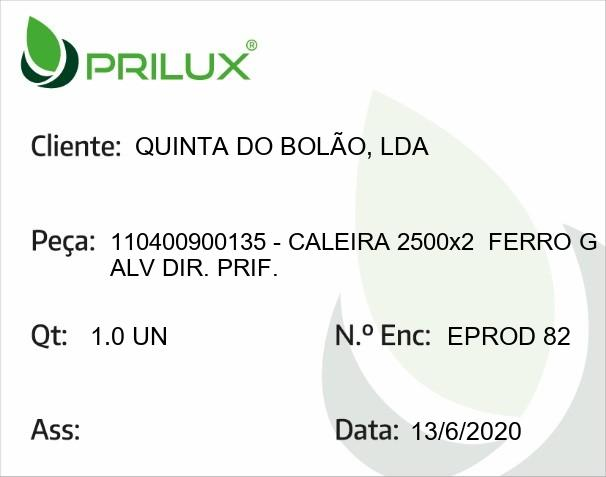 PRILUX®
Cliente: QUINTA DO BOLÃO, LDA
Peça: 110400900135 - CALEIRA 2500x2  FERRO G
ALV DIR. PRIF.
Qt: 1.0 UN N.º Enc: EPROD 82
Ass: Data: 13/6/2020